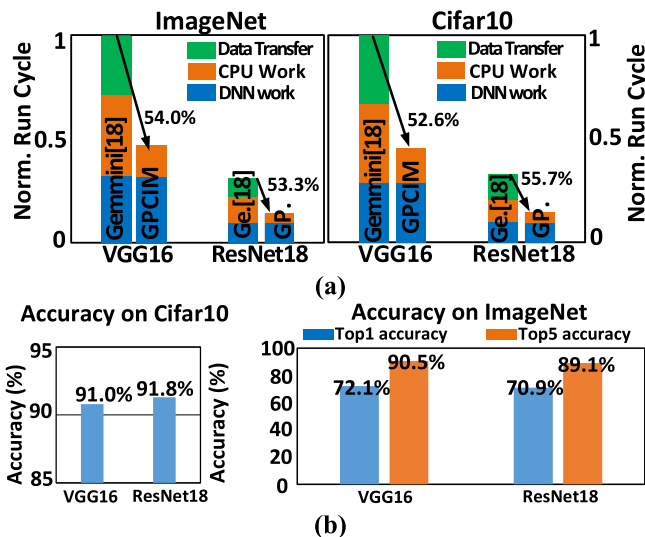 ImageNet
Cifar10
Norm. Run Cycle
1
0.5
0
Data Transfer
CPU Work
DNN work
54.0%
53.3%
Gemmini[18]
GPCIM
Ge.[18]
GP.
VGG16
ResNet18
Data Transfer
CPU Work
DNN work
52.6%
55.7%
Gemmini[18]
GPCIM
Ge.[18]
GP.
VGG16
ResNet18
1
0.5
0
Norm. Run Cycle
(a)
Accuracy on Cifar10
Accuracy (%)
95
90
85
91.0%
91.8%
VGG16
ResNet18
Accuracy on ImageNet
Top1 accuracy
Top5 accuracy
Accuracy (%)
100
80
60
40
20
0
72.1%
90.5%
70.9%
89.1%
VGG16
ResNet18
(b)